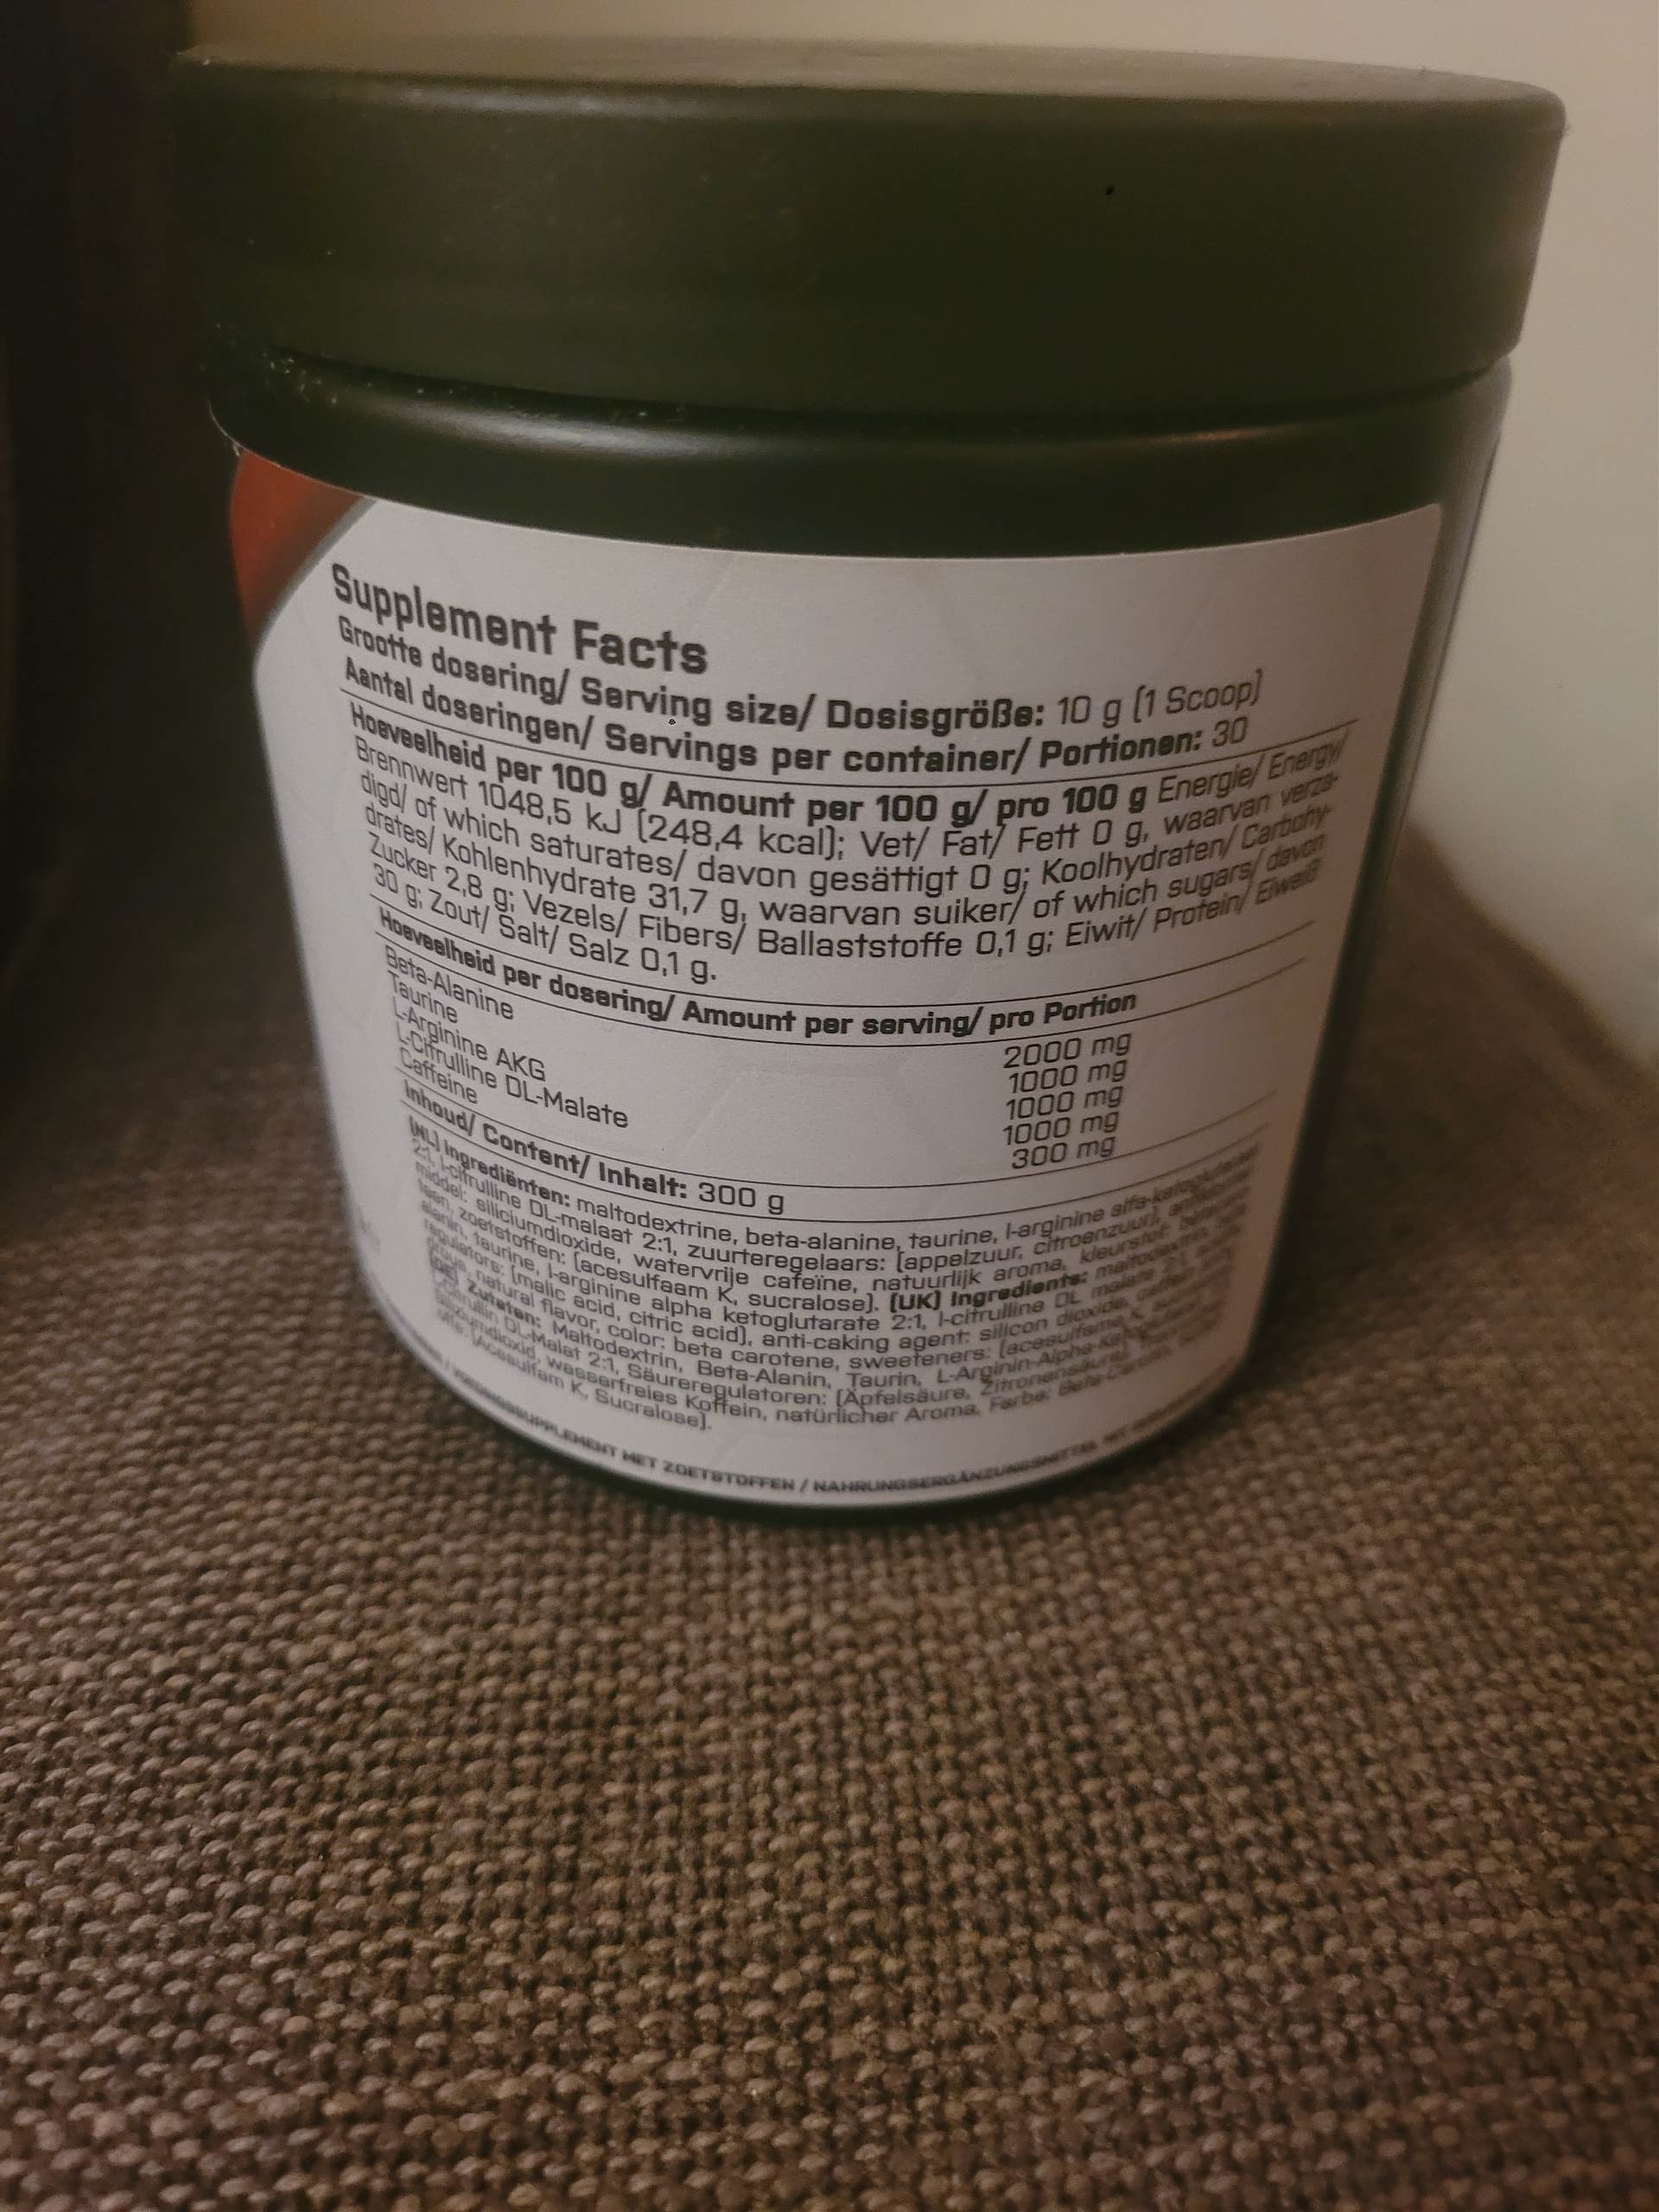 Supplement Facts
Grootte dosering/ Serving size/ Dosisgröße: 10 g (1 Scoop)
Aantal doseringen/ Servings per container/ Portionen: 30
Hoeveelheid per 100 g/ Amount per 100 g/ pro 100 g Energie/ Energy/
Brennwert 1048,5 kJ (248,4 kcal); Vet/ Fat/ Fett 0 g, waarvan verza-
digd/ of which saturates/ davon gesättigt 0 g; Koolhydraten/ Carbohy-
drates/ Kohlenhydrate 31,7 g, waarvan suiker/ of which sugars/ davon
Zucker 2,8 g; Vezels/ Fibers/ Ballaststoffe 0,1 g; Eiwit/ Protein/ Eiweiß
30 g; Zout/ Salt/ Salz 0,1 g.
Hoeveelheid per dosering/ Amount per serving/ pro Portion
Beta-Alanine 2000 mg
Taurine 1000 mg
L-Arginine AKG 1000 mg
L-Citrulline DL-Malate 1000 mg
Caffeine 300 mg
Inhoud/ Content/ Inhalt: 300 g
(NL) Ingrediënten: maltodextrine, beta-alanine, taurine, l-arginine alfa-ketoglutaraat
2:1, l-citrulline DL-malaat 2:1, zuurteregelaars: (appelzuur, citroenzuur),
middel: siliciumdioxide, watervrije cafeïne, natuurlijk aroma, kleurstof:
teen, zoetstoffen: (acesulfaam K, sucralose). (UK) Ingredients:
alanin, taurine, l-arginine alpha ketoglutarate 2:1, l-citrulline DL malate 2:1,
regulators: (malic acid, citric acid), anti-caking agent: silicon dioxide,
drous, natural flavor, color: beta carotene, sweeteners: (acesulfame K,
(DE) Zutaten: Maltodextrin, Beta-Alanin, Taurin, L-Arginin-Alpha-
Citrullin DL-Malat 2:1, Säureregulatoren: (Äpfelsäure, Zitronensäure),
wasserfreies Koffein, natürlicher Aroma, Farbe:
(Acesulfam K, Sucralose).
MET ZOETSTOFFEN / NAHRUNGSERGÄNZUNGSMITTEL